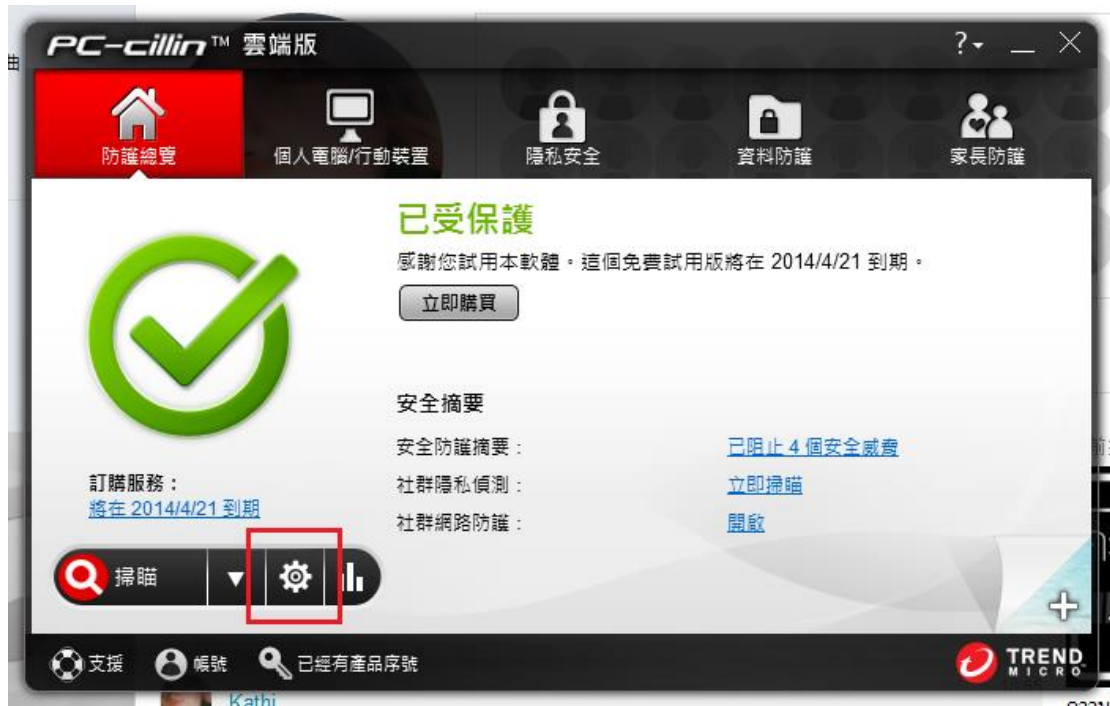 PC-cillin™ 雲端版
?
防護總覽
個人電腦/行動裝置
隱私安全
資料防護
家長防護
已受保護
感謝您試用本軟體。這個免費試用版將在 2014/4/21 到期。
立即購買
安全摘要
安全防護摘要：
已阻止 4 個安全威脅
社群隱私偵測：
立即掃瞄
社群網路防護：
開啟
訂購服務：
將在 2014/4/21 到期
掃瞄
支援
帳號
已經有產品序號
TREND
MICRO
Kathi